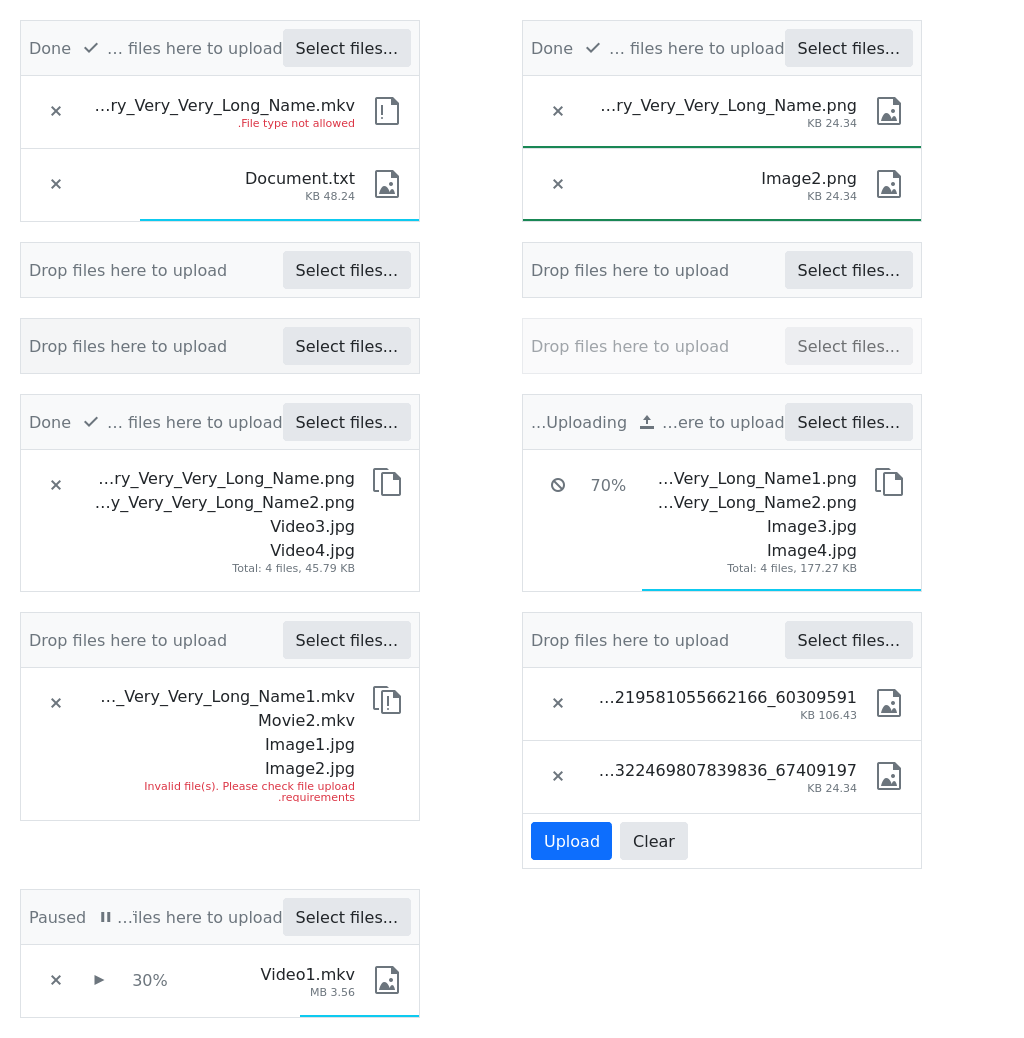 Done … files here to upload Select files...
…ry_Very_Very_Long_Name.mkv
.File type not allowed
Document.txt
KB 48.24
Done … files here to upload Select files...
…ry_Very_Very_Long_Name.png
KB 24.34
Image2.png
KB 24.34
Drop files here to upload Select files...
Drop files here to upload Select files...
Drop files here to upload Select files...
Drop files here to upload Select files...
Done … files here to upload Select files...
…ry_Very_Very_Long_Name.png
…y_Very_Very_Long_Name2.png
Video3.jpg
Video4.jpg
Total: 4 files, 45.79 KB
...Uploading …ere to upload Select files...
70% …Very_Long_Name1.png
…Very_Long_Name2.png
Image3.jpg
Image4.jpg
Total: 4 files, 177.27 KB
Drop files here to upload Select files...
…_Very_Very_Long_Name1.mkv
Movie2.mkv
Image1.jpg
Image2.jpg
Invalid file(s). Please check file upload
.requirements
Drop files here to upload Select files...
…219581055662166_60309591
KB 106.43
…322469807839836_67409197
KB 24.34
Upload Clear
Paused …iles here to upload Select files...
30% Video1.mkv
MB 3.56